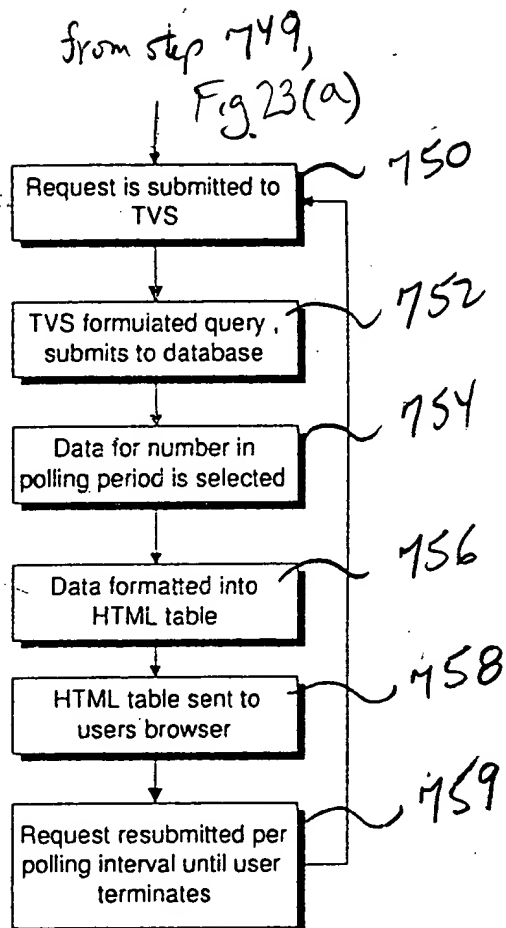 from step 749,
Fig. 23(a)
Request is submitted to
TVS
750
TVS formulated query ,
submits to database
752
Data for number in
polling period is selected
754
Data formatted into
HTML table
756
HTML table sent to
users browser
758
Request resubmitted per
polling interval until user
terminates
759